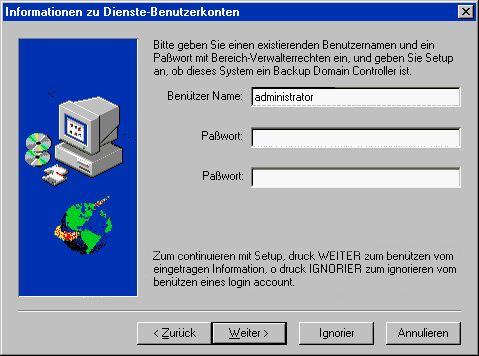 Informationen zu Dienste-Benutzerkonten
Bitte geben Sie einen existierenden Benutzernamen und ein
Paßwort mit Bereich-Verwalterrechten ein, und geben Sie Setup
an, ob dieses System ein Backup Domain Controller ist.
Benützer Name: administrator
Paßwort:
Paßwort:
Zum continuieren mit Setup, druck WEITER zum benützen vom
eingetragen Information, o druck IGNORIER zum ignorieren vom
benützen eines login account.
< Zurück Weiter > Ignorier Annulieren